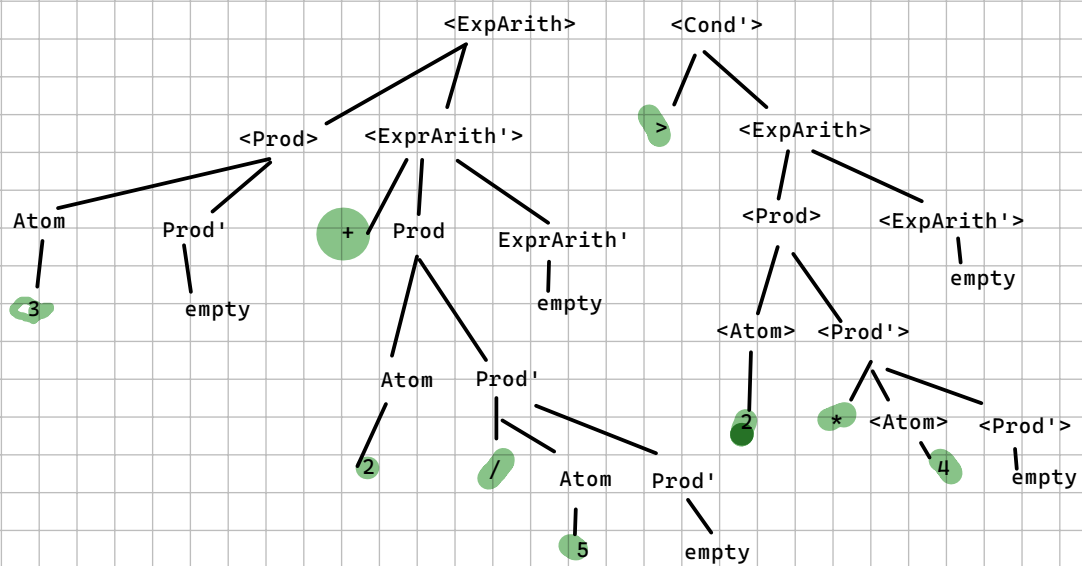 <ExpArith> <Cond'>
> <ExpArith>
<Prod> <ExprArith'>
Atom Prod' + Prod ExprArith' <Prod> <ExpArith'>
3 empty empty empty
<Atom> <Prod'>
Atom Prod'
2 * <Atom> <Prod'>
2 / Atom Prod' 4 empty
5 empty